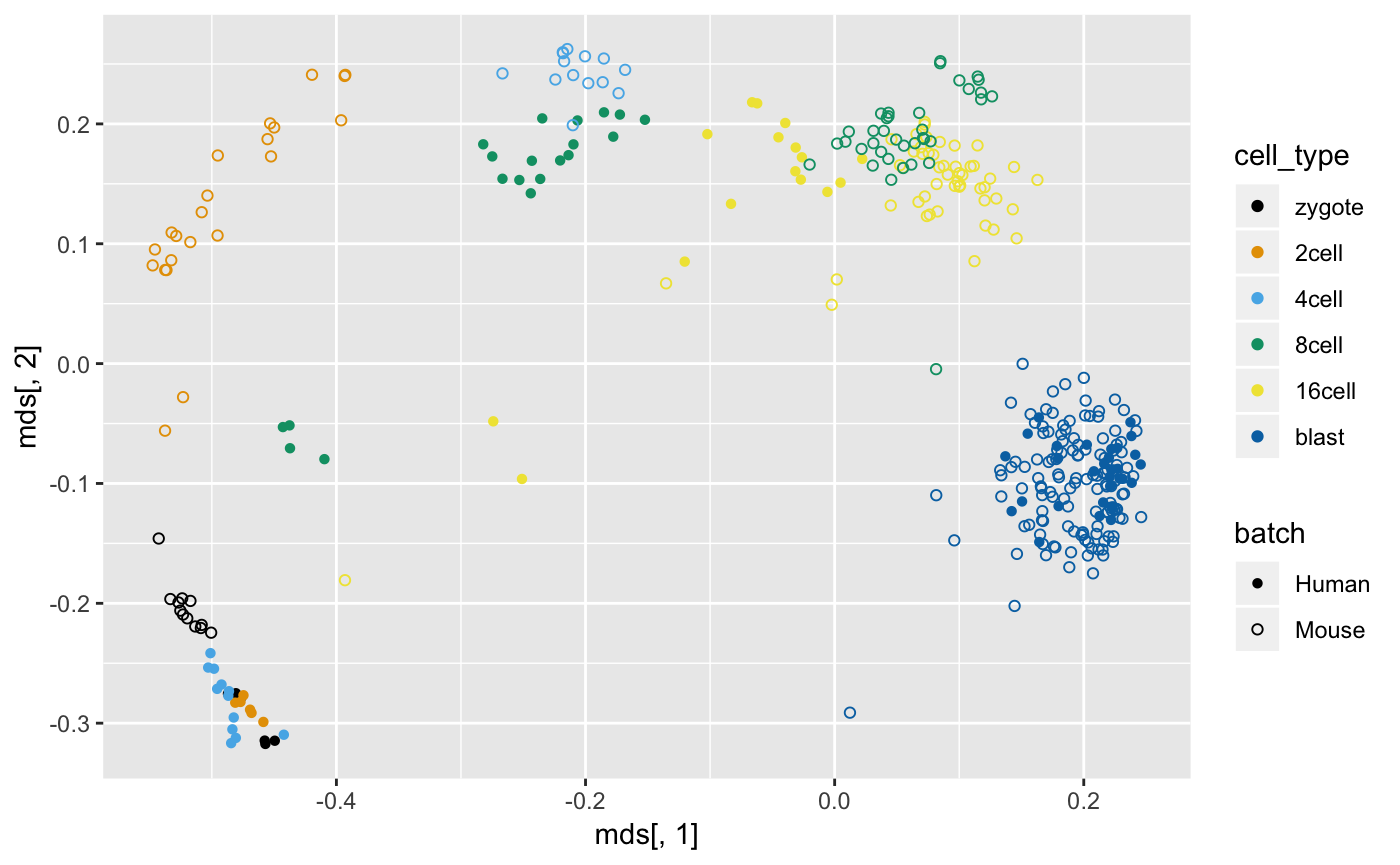 mds[, 2]
0.2
0.1
0.0
-0.1
-0.2
-0.3
-0.4
-0.2
0.0
0.2
mds[, 1]
cell_type
zygote
2cell
4cell
8cell
16cell
blast
batch
Human
Mouse